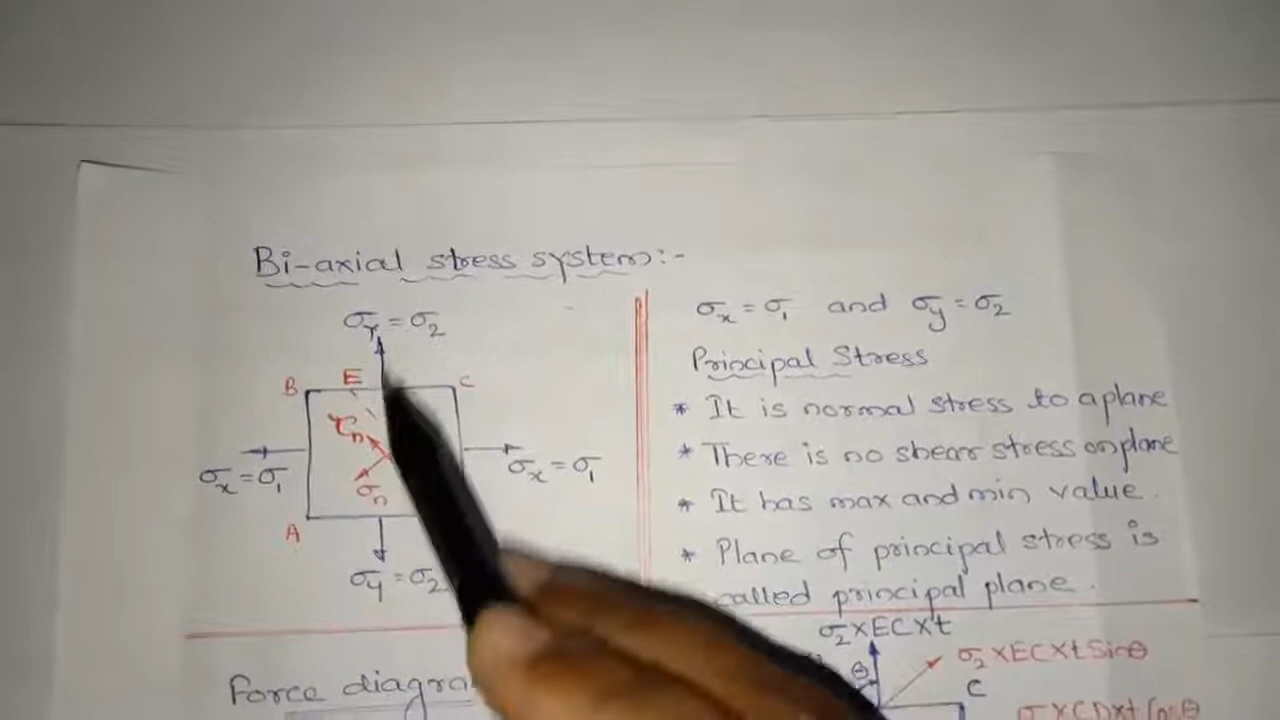 Bi-axial stress system:-
σy = σ2
B E C
τn
σx = σ1
σx = σ1
σn
A
σy = σ2
σx = σ1 and σy = σ2
Principal Stress
* It is normal stress to a plane
* There is no shear stress on plane
* It has max and min value.
* Plane of principal stress is
called principal plane.
Force
σ2 X EC X t
θ
σ2 X EC X t Sinθ
C